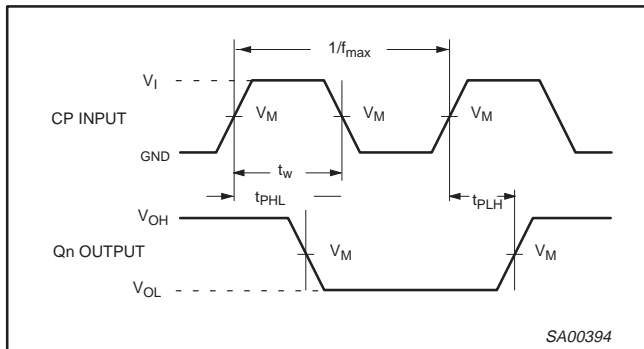 1/fmax
VI
CP INPUT
VM
VM
VM
GND
tw
tPHL
tPLH
VOH
Qn OUTPUT
VM
VM
VOL
SA00394